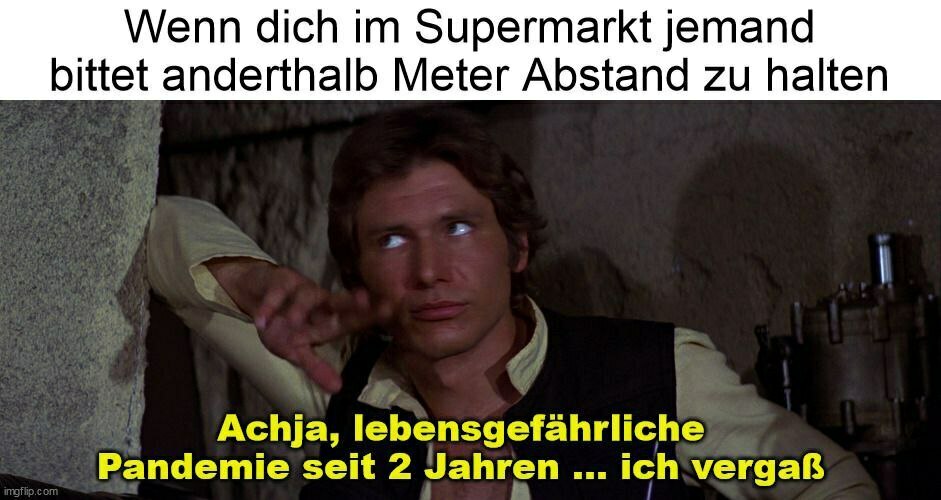 Wenn dich im Supermarkt jemand
bittet anderthalb Meter Abstand zu halten
Achja, lebensgefährliche
Pandemie seit 2 Jahren ... ich vergaß
imgflip.com